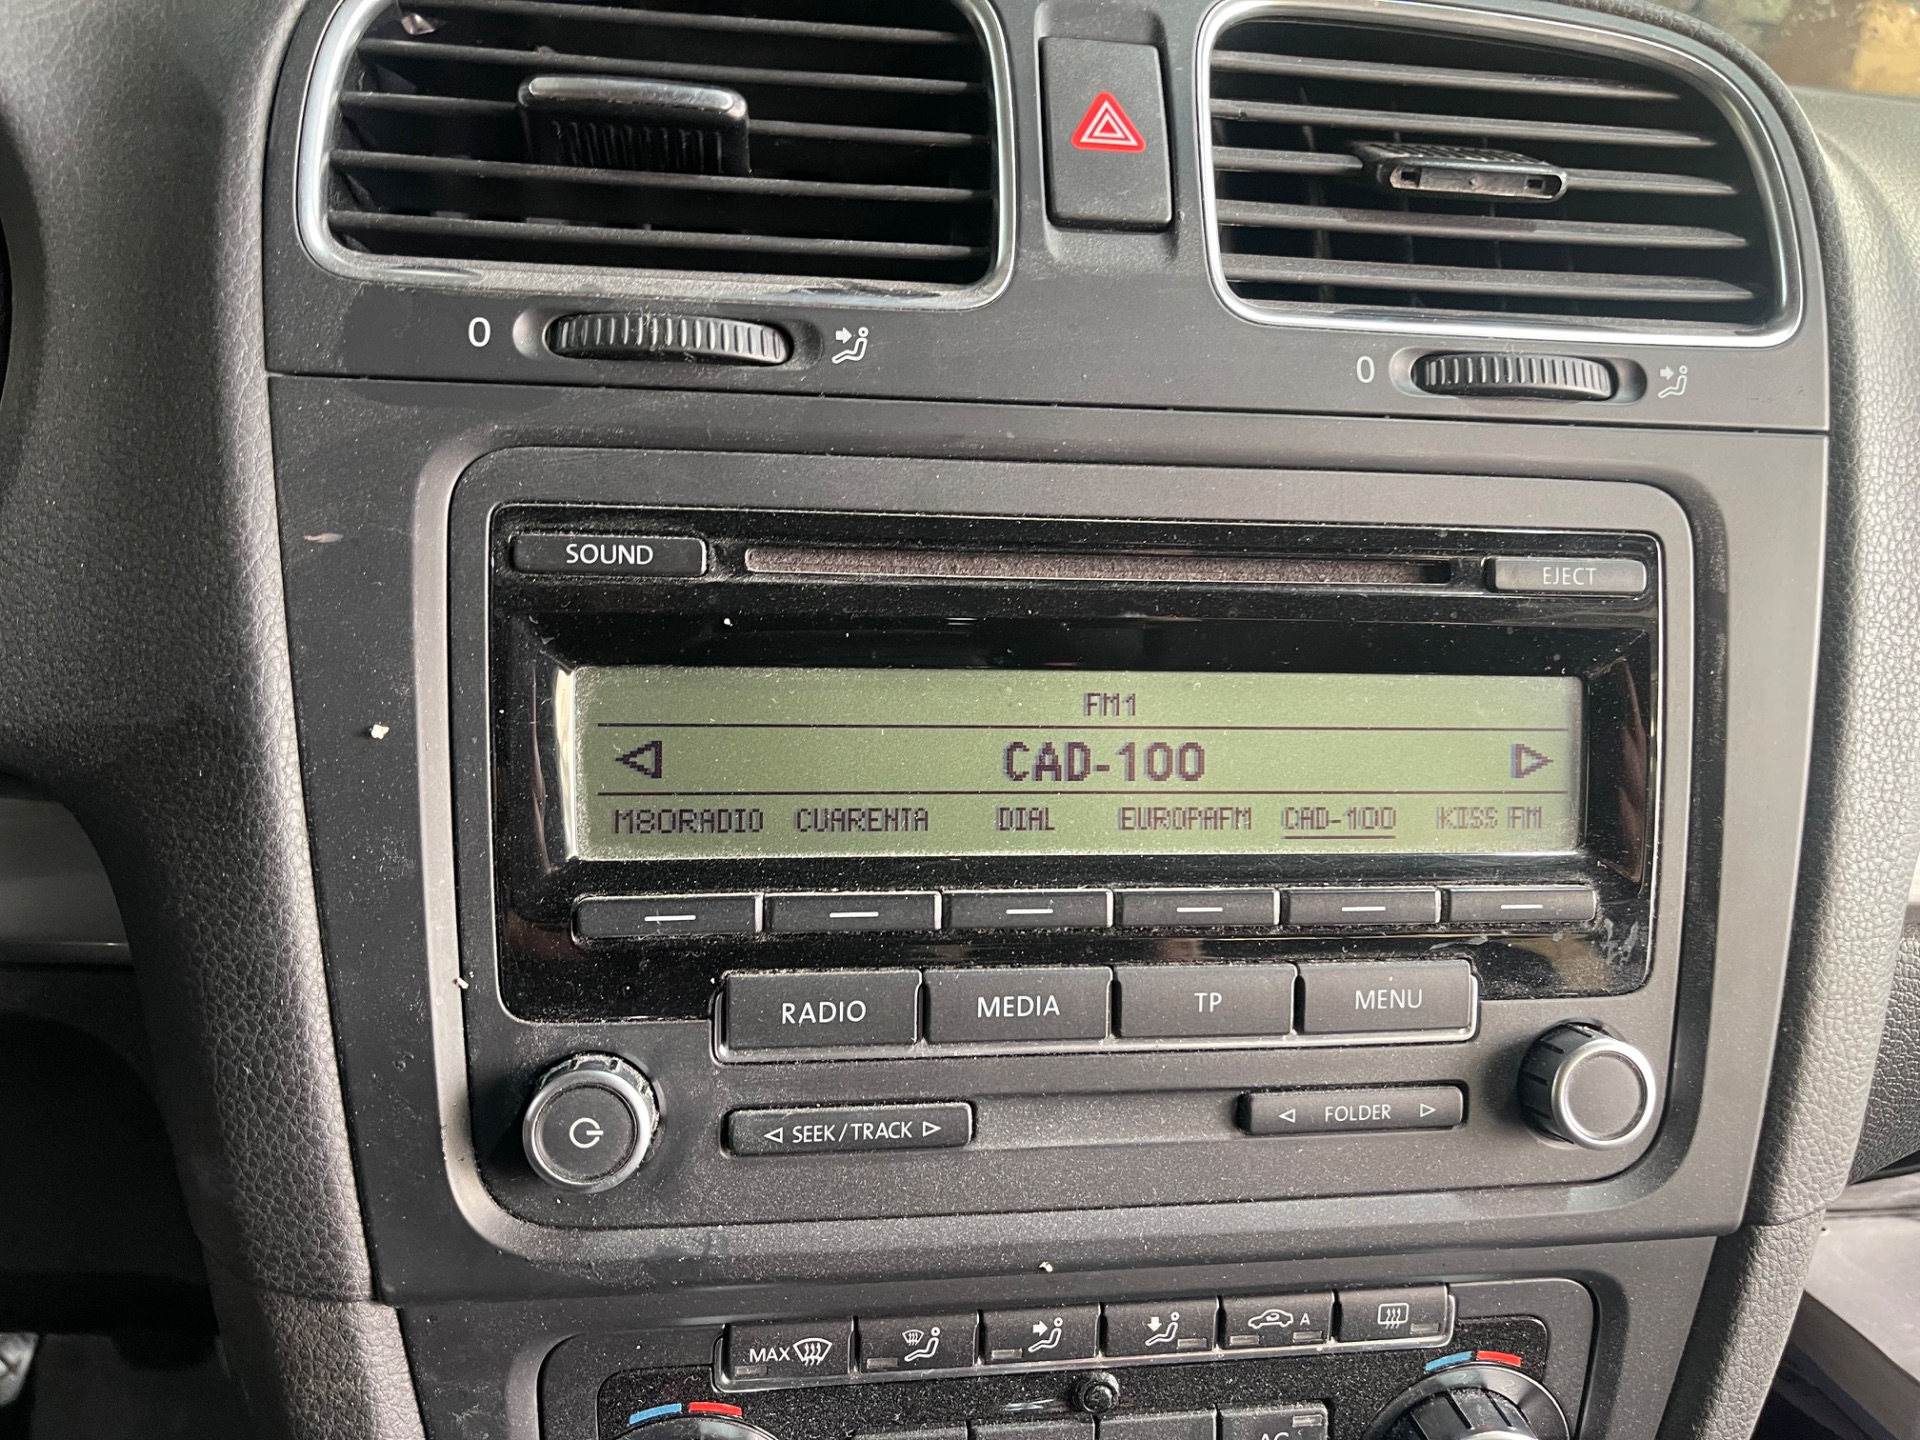 0
0
SOUND
EJECT
FM1
CAD-100
M80RADIO CUARENTA DIAL EUROPAFM CAD-100 KISS FM
RADIO MEDIA TP MENU
SEEK/TRACK
FOLDER
MAX
A
AC